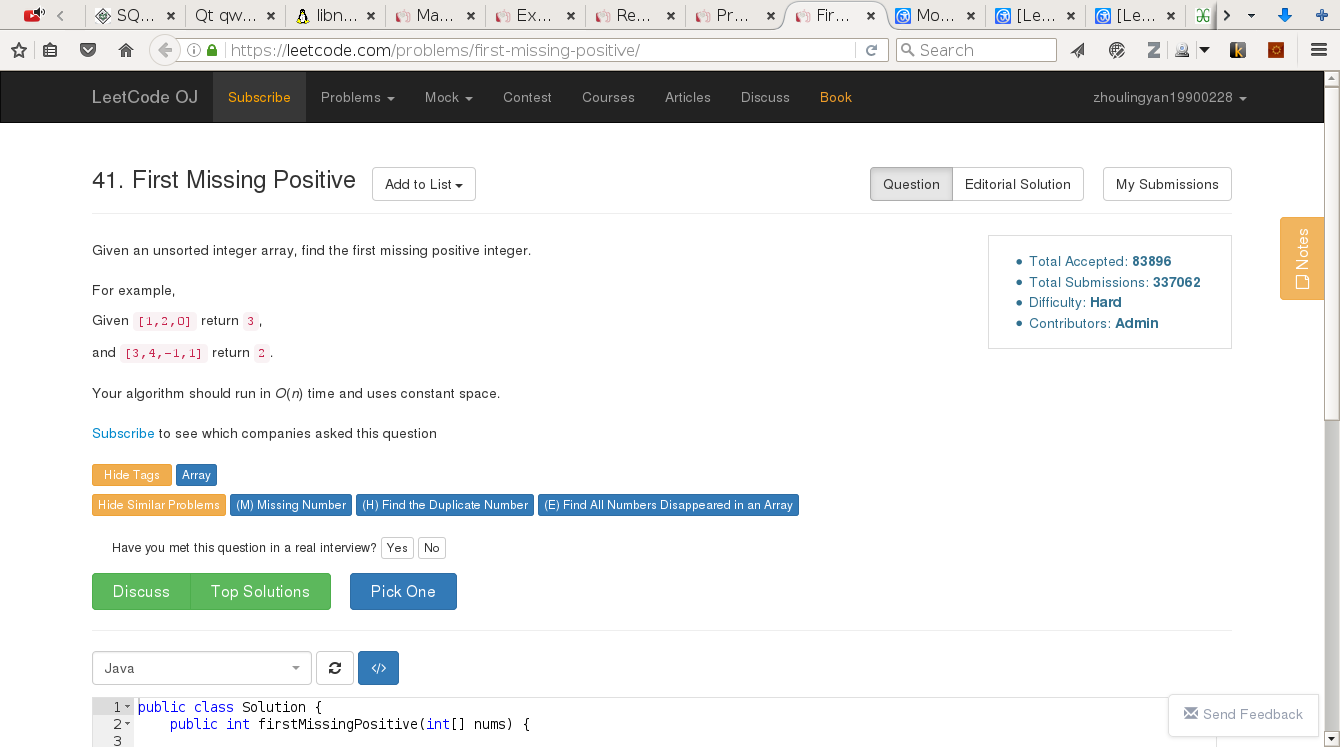 SQ... Qt qw... libn... Ma... Ex... Re... Pr... Fir... Mo... [Le... [Le...
https://leetcode.com/problems/first-missing-positive/ Search
LeetCode OJ Subscribe Problems Mock Contest Courses Articles Discuss Book zhoulingyan19900228
41. First Missing Positive Add to List Question Editorial Solution My Submissions
Notes
Given an unsorted integer array, find the first missing positive integer.
For example,
Given [1,2,0] return 3,
and [3,4,-1,1] return 2.
Your algorithm should run in O(n) time and uses constant space.
Subscribe to see which companies asked this question
• Total Accepted: 83896
• Total Submissions: 337062
• Difficulty: Hard
• Contributors: Admin
Hide Tags Array
Hide Similar Problems (M) Missing Number (H) Find the Duplicate Number (E) Find All Numbers Disappeared in an Array
Have you met this question in a real interview? Yes No
Discuss Top Solutions Pick One
Java </>
1 public class Solution {
2 public int firstMissingPositive(int[] nums) {
3
Send Feedback